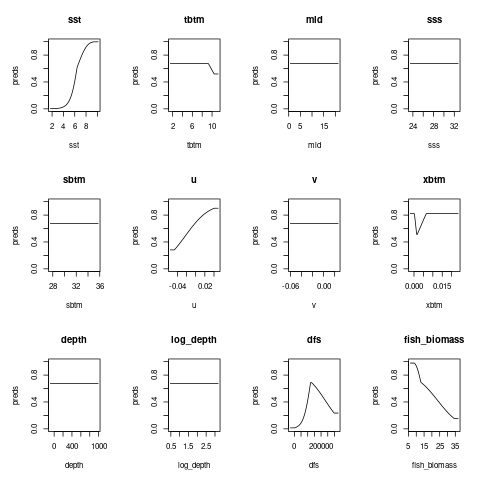 sst
preds
0.0 0.4 0.8
2 4 6 8
sst
tbtm
preds
0.0 0.4 0.8
2 6 10
tbtm
mld
preds
0.0 0.4 0.8
0 5 15
mld
sss
preds
0.0 0.4 0.8
24 28 32
sss
sbtm
preds
0.0 0.4 0.8
28 32 36
sbtm
u
preds
0.0 0.4 0.8
-0.04 0.02
u
v
preds
0.0 0.4 0.8
-0.06 0.00
v
xbtm
preds
0.0 0.4 0.8
0.000 0.015
xbtm
depth
preds
0.0 0.4 0.8
0 400 1000
depth
log_depth
preds
0.0 0.4 0.8
0.5 1.5 2.5
log_depth
dfs
preds
0.0 0.4 0.8
0 200000
dfs
fish_biomass
preds
0.0 0.4 0.8
5 15 25 35
fish_biomass